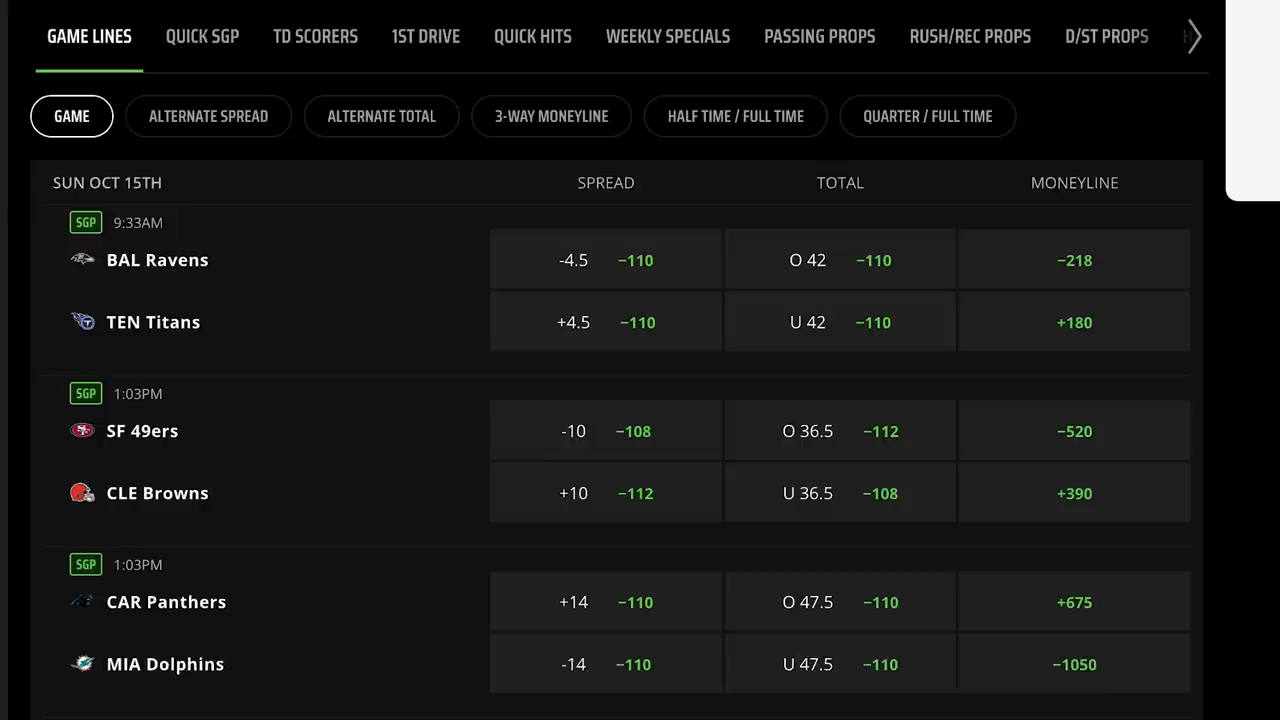 GAME LINES QUICK SGP TD SCORERS 1ST DRIVE QUICK HITS WEEKLY SPECIALS PASSING PROPS RUSH/REC PROPS D/ST PROPS
GAME ALTERNATE SPREAD ALTERNATE TOTAL 3-WAY MONEYLINE HALF TIME / FULL TIME QUARTER / FULL TIME
SUN OCT 15TH SPREAD TOTAL MONEYLINE
SGP 9:33AM
BAL Ravens -4.5 −110 O 42 −110 −218
TEN Titans +4.5 −110 U 42 −110 +180
SGP 1:03PM
SF 49ers -10 −108 O 36.5 −112 −520
CLE Browns +10 −112 U 36.5 −108 +390
SGP 1:03PM
CAR Panthers +14 −110 O 47.5 −110 +675
MIA Dolphins -14 −110 U 47.5 −110 −1050